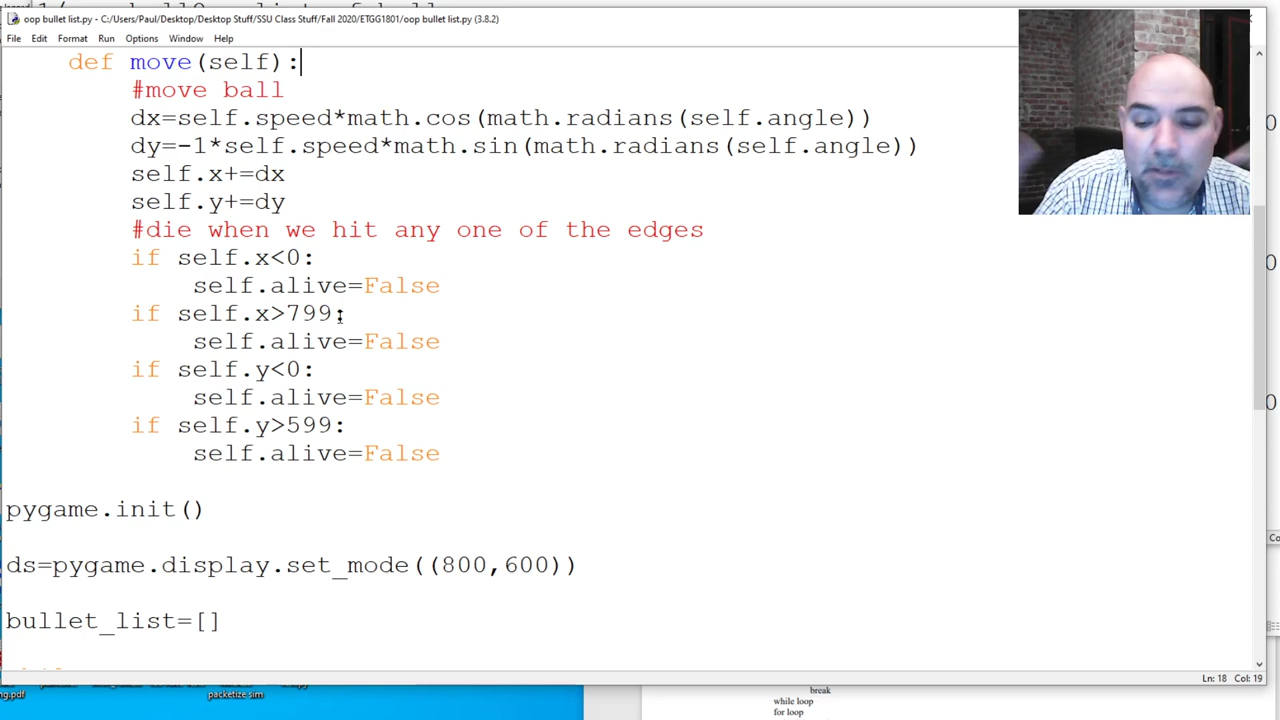 oop bullet list.py - C:/Users/Paul/Desktop/Desktop Stuff/SSU Class Stuff/Fall 2020/ETGG1801/oop bullet list.py (3.8.2)
File Edit Format Run Options Window Help
def move(self):
#move ball
dx=self.speed*math.cos(math.radians(self.angle))
dy=-1*self.speed*math.sin(math.radians(self.angle))
self.x+=dx
self.y+=dy
#die when we hit any one of the edges
if self.x<0:
self.alive=False
if self.x>799:
self.alive=False
if self.y<0:
self.alive=False
if self.y>599:
self.alive=False
pygame.init()
ds=pygame.display.set_mode((800,600))
bullet_list=[]
Ln: 18 Col: 19
ng.pdf
packetize sim
break
while loop
for loop